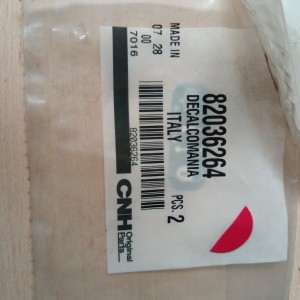 82036264
DECALCOMANIA
ITALY
PCS. 2
MADE IN
07 28
00
7016
82036264
CNH Original
Parts